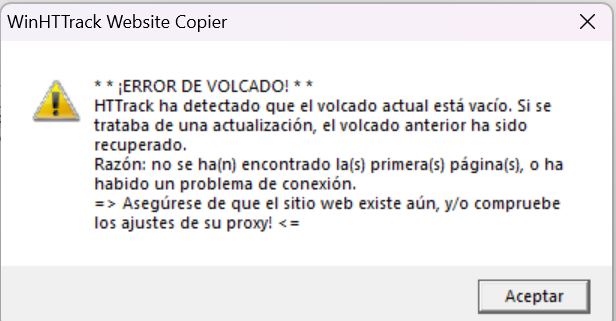 WinHTTrack Website Copier
* * ¡ERROR DE VOLCADO! * *
HTTrack ha detectado que el volcado actual está vacío. Si se
trataba de una actualización, el volcado anterior ha sido
recuperado.
Razón: no se ha(n) encontrado la(s) primera(s) página(s), o ha
habido un problema de conexión.
=> Asegúrese de que el sitio web existe aún, y/o compruebe
los ajustes de su proxy! <=
Aceptar